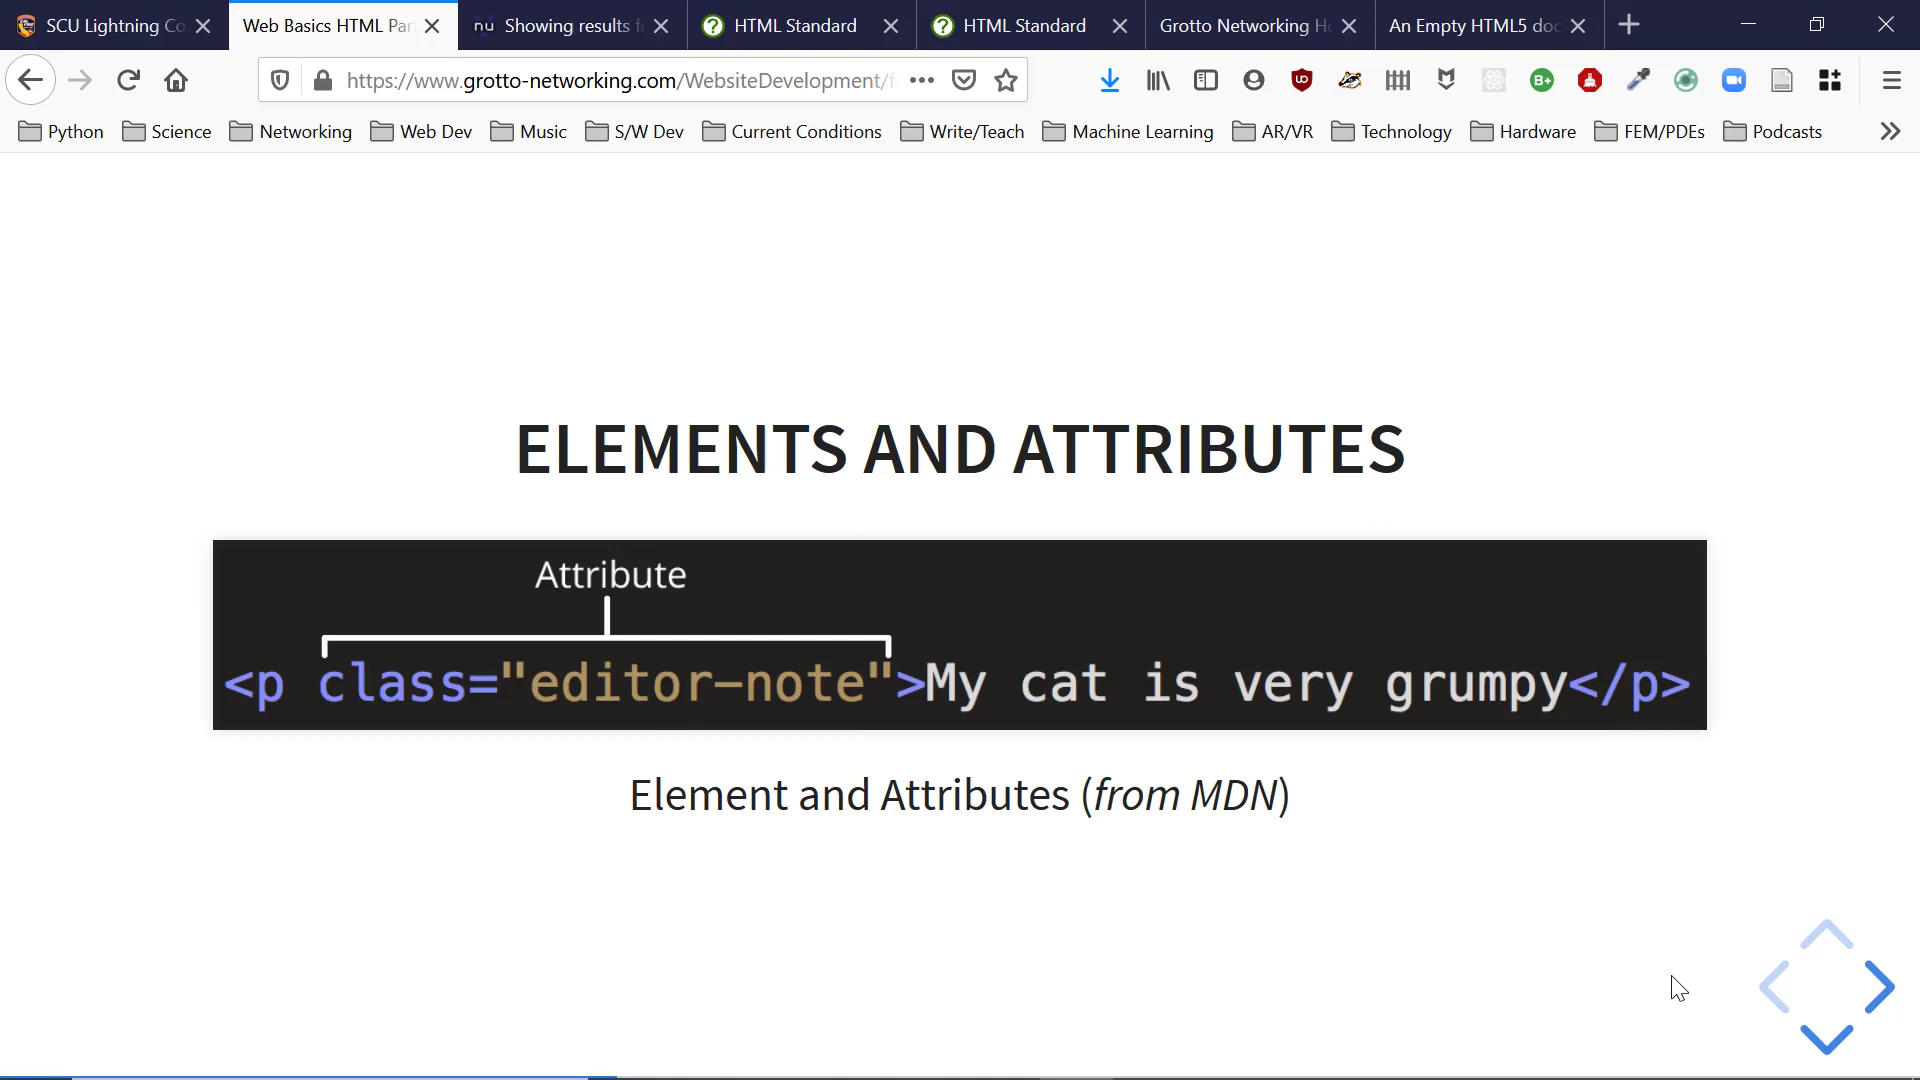 SCU Lightning Co
Web Basics HTML Par
nu Showing results f
HTML Standard
HTML Standard
Grotto Networking H
An Empty HTML5 doc
https://www.grotto-networking.com/WebsiteDevelopment/f
Python Science Networking Web Dev Music S/W Dev Current Conditions Write/Teach Machine Learning AR/VR Technology Hardware FEM/PDEs Podcasts
ELEMENTS AND ATTRIBUTES
Attribute
<p class="editor-note">My cat is very grumpy</p>
Element and Attributes (from MDN)